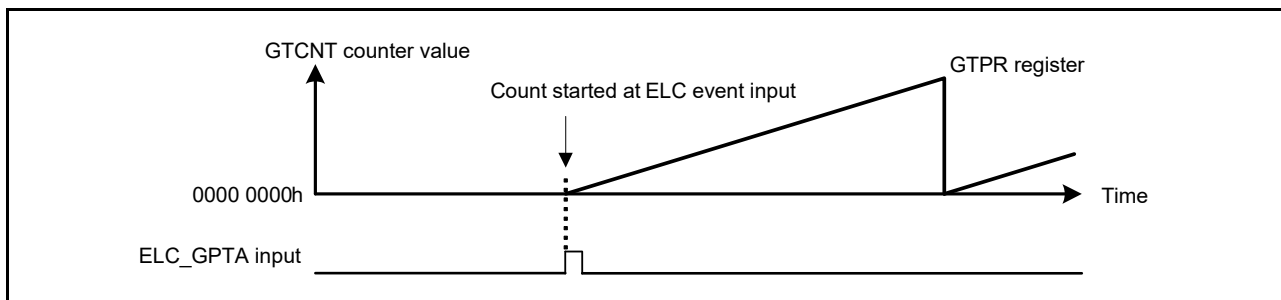 GTCNT counter value
GTPR register
Count started at ELC event input
0000 0000h
Time
ELC_GPTA input